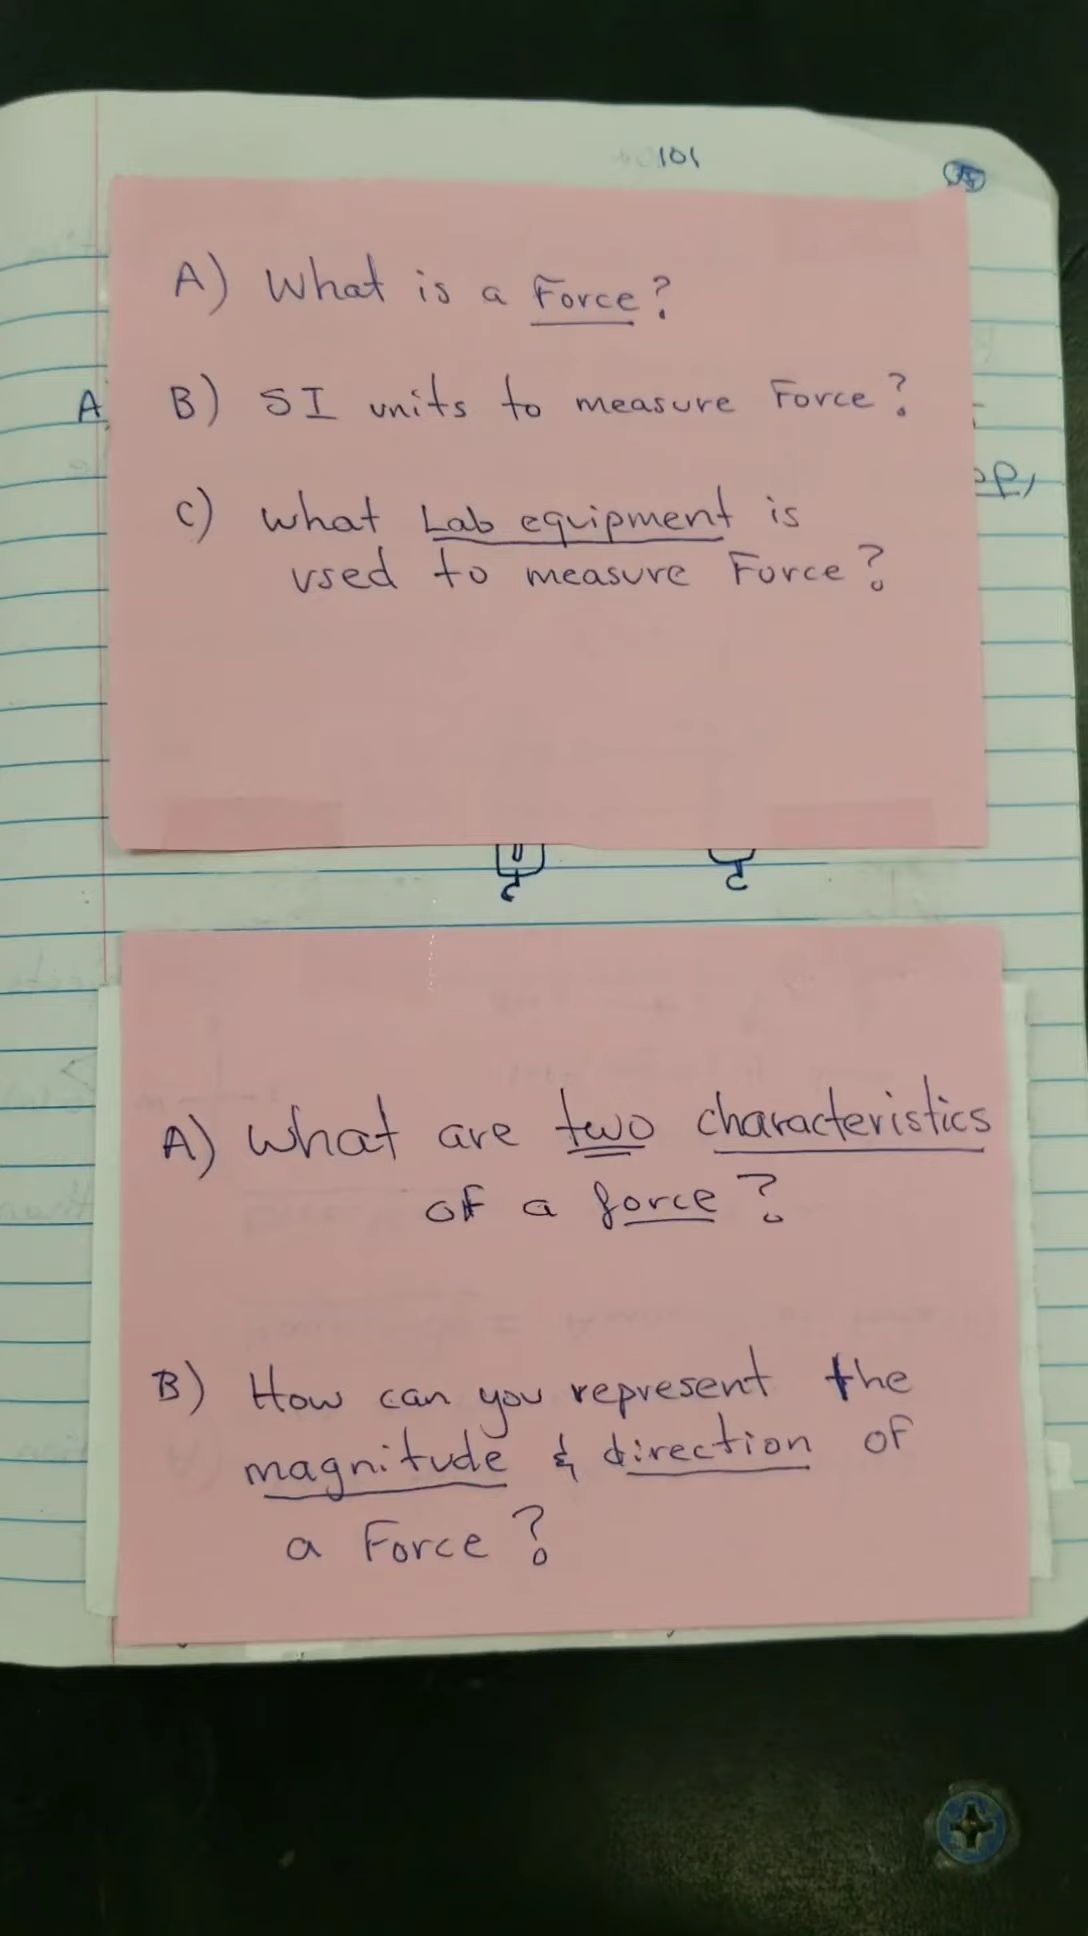 101
A) What is a Force?
A B) SI units to measure Force?
C) What Lab equipment is
used to measure Force?
A) What are two characteristics
of a force?
B) How can you represent the
magnitude & direction of
a Force?